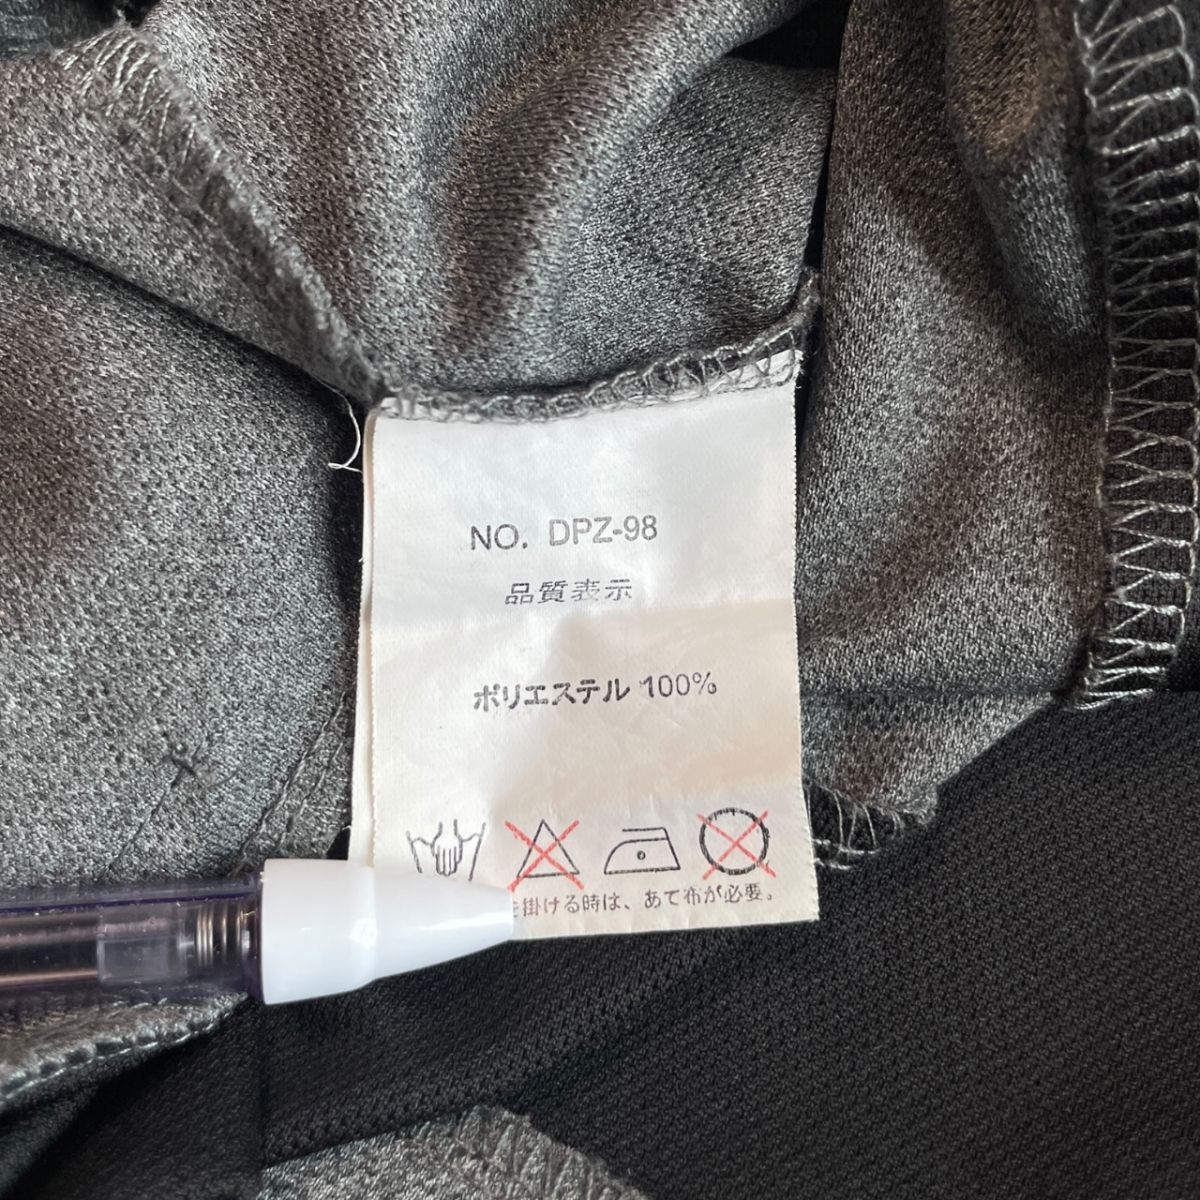 NO. DPZ-98
品質表示
ポリエステル 100%
を掛ける時は、あて布が必要。